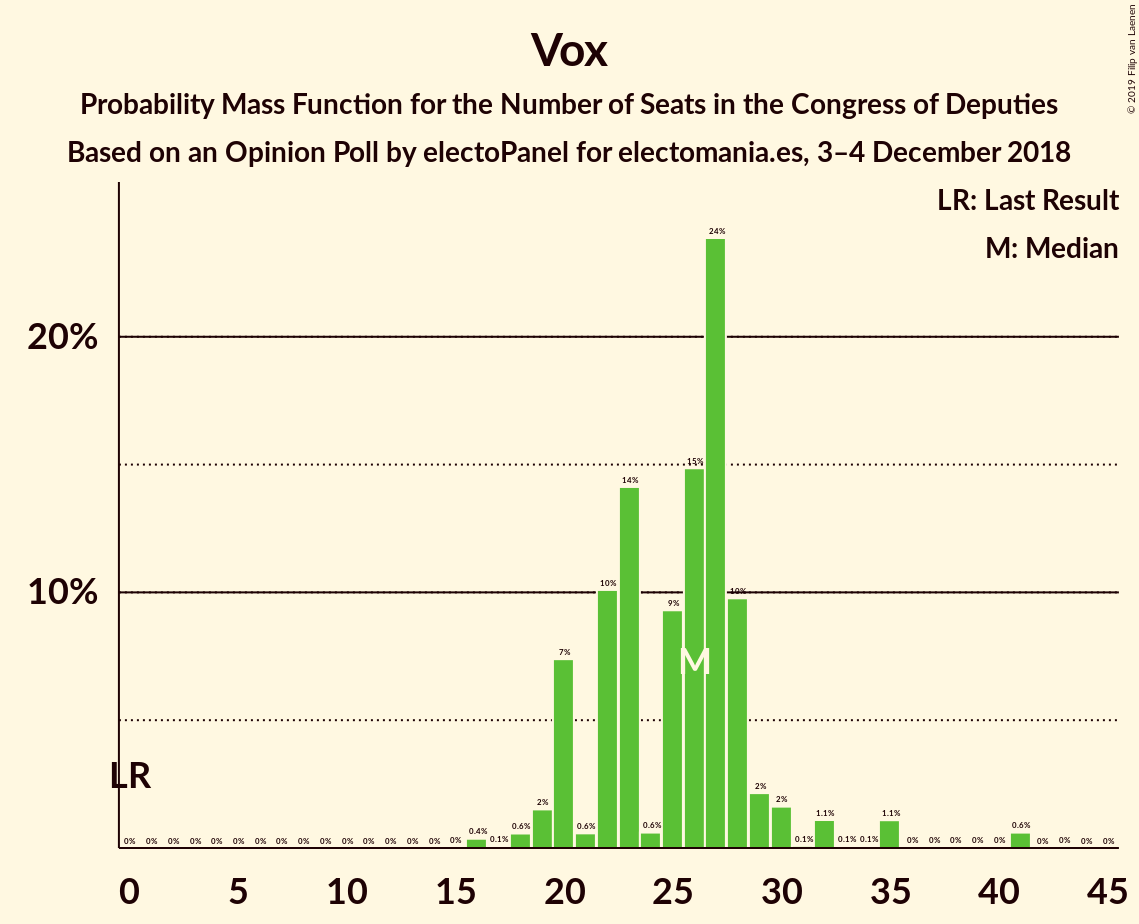 © 2019 Filip van Laenen
Vox
Probability Mass Function for the Number of Seats in the Congress of Deputies
Based on an Opinion Poll by electoPanel for electomania.es, 3–4 December 2018
LR: Last Result
M: Median
20%
10%
0% 0% 0% 0% 0% 0% 0% 0% 0% 0% 0% 0% 0% 0% 0% 0% 0.4% 0.1% 0.6% 2% 7% 0.6% 10% 14% 0.6% 9% 15% 24% 10% 2% 2% 0.1% 1.1% 0.1% 0.1% 1.1% 0% 0% 0% 0% 0% 0.6% 0% 0% 0% 0%
M
LR
0 5 10 15 20 25 30 35 40 45